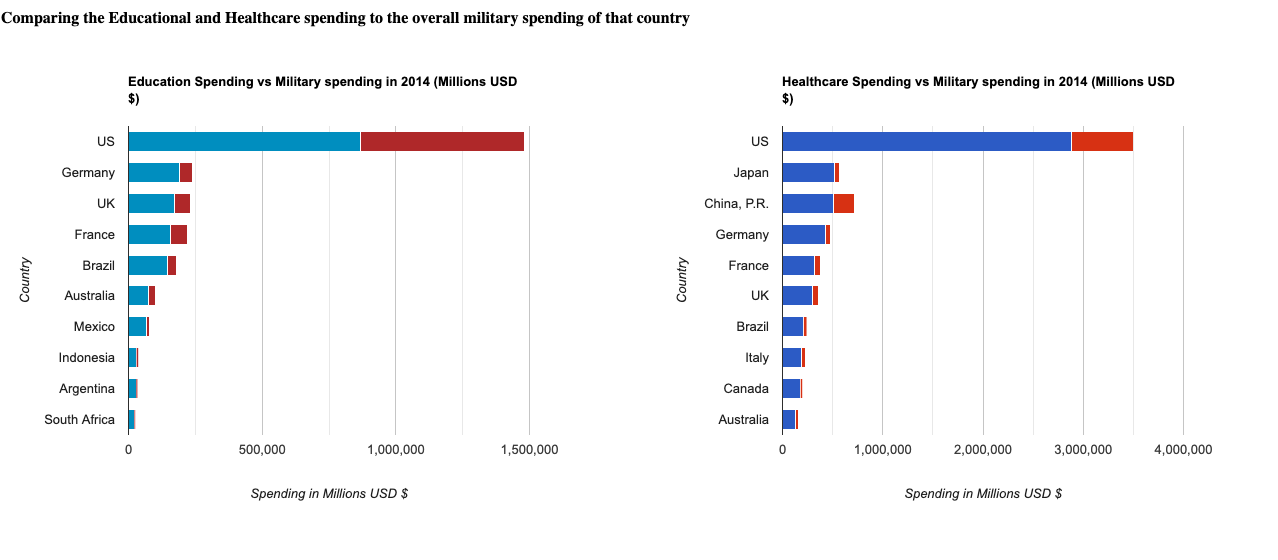 Comparing the Educational and Healthcare spending to the overall military spending of that country
Education Spending vs Military spending in 2014 (Millions USD
$)
US
Germany
UK
France
Brazil
Australia
Mexico
Indonesia
Argentina
South Africa
Country
0
500,000
1,000,000
1,500,000
Spending in Millions USD $
Healthcare Spending vs Military spending in 2014 (Millions USD
$)
US
Japan
China, P.R.
Germany
France
UK
Brazil
Italy
Canada
Australia
Country
0
1,000,000
2,000,000
3,000,000
4,000,000
Spending in Millions USD $